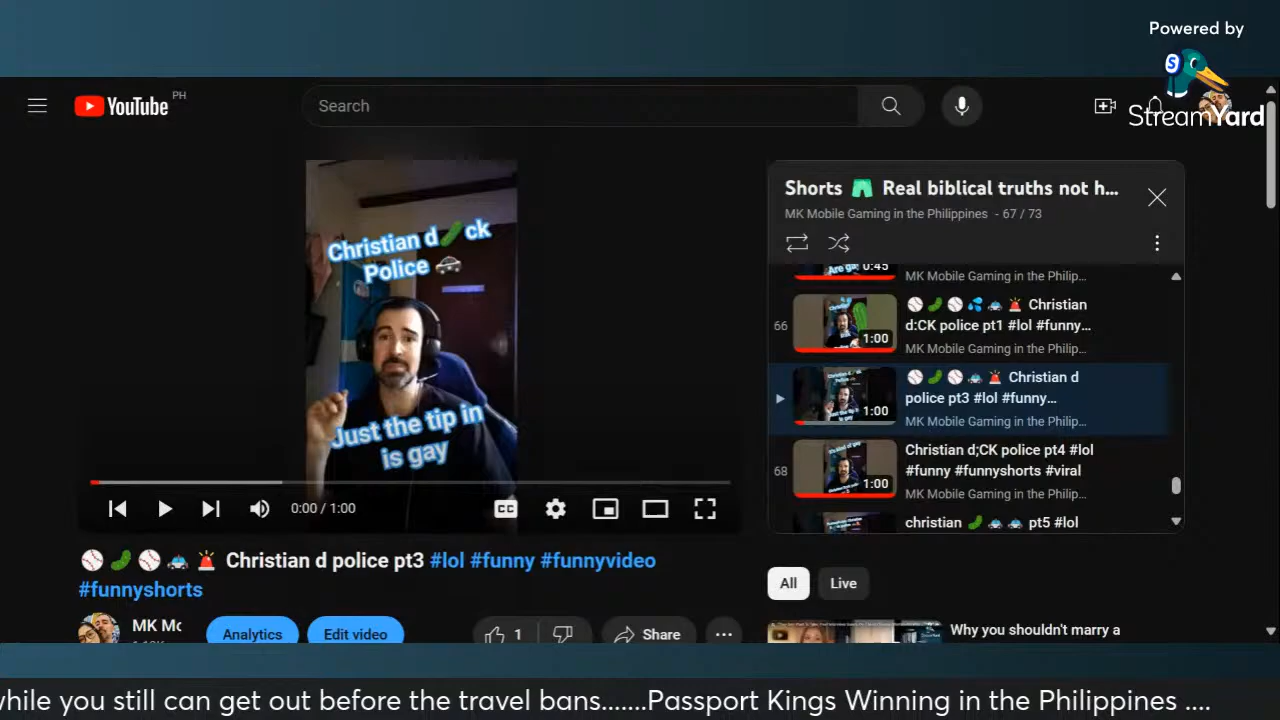 Powered by
StreamYard
YouTube PH
Search
Christian d🥒ck
Police 🚓
Just the tip in
is gay
0:00 / 1:00
CC
⚾ 🥒 ⚾ 🚓 🚨 Christian d police pt3 #lol #funny #funnyvideo
#funnyshorts
MK Mo
Analytics
Edit video
1
Share
Shorts 🩳 Real biblical truths not h...
MK Mobile Gaming in the Philippines - 67 / 73
0:45
MK Mobile Gaming in the Philip...
66
1:00
⚾ 🥒 ⚾ 💦 🚓 🚨 Christian
d:CK police pt1 #lol #funny...
MK Mobile Gaming in the Philip...
1:00
⚾ 🥒 ⚾ 🚓 🚨 Christian d
police pt3 #lol #funny...
MK Mobile Gaming in the Philip...
68
1:00
Christian d;CK police pt4 #lol
#funny #funnyshorts #viral
MK Mobile Gaming in the Philip...
christian 🥒 🚓 🚓 pt5 #lol
All
Live
Why you shouldn't marry a
while you still can get out before the travel bans.......Passport Kings Winning in the Philippines ....